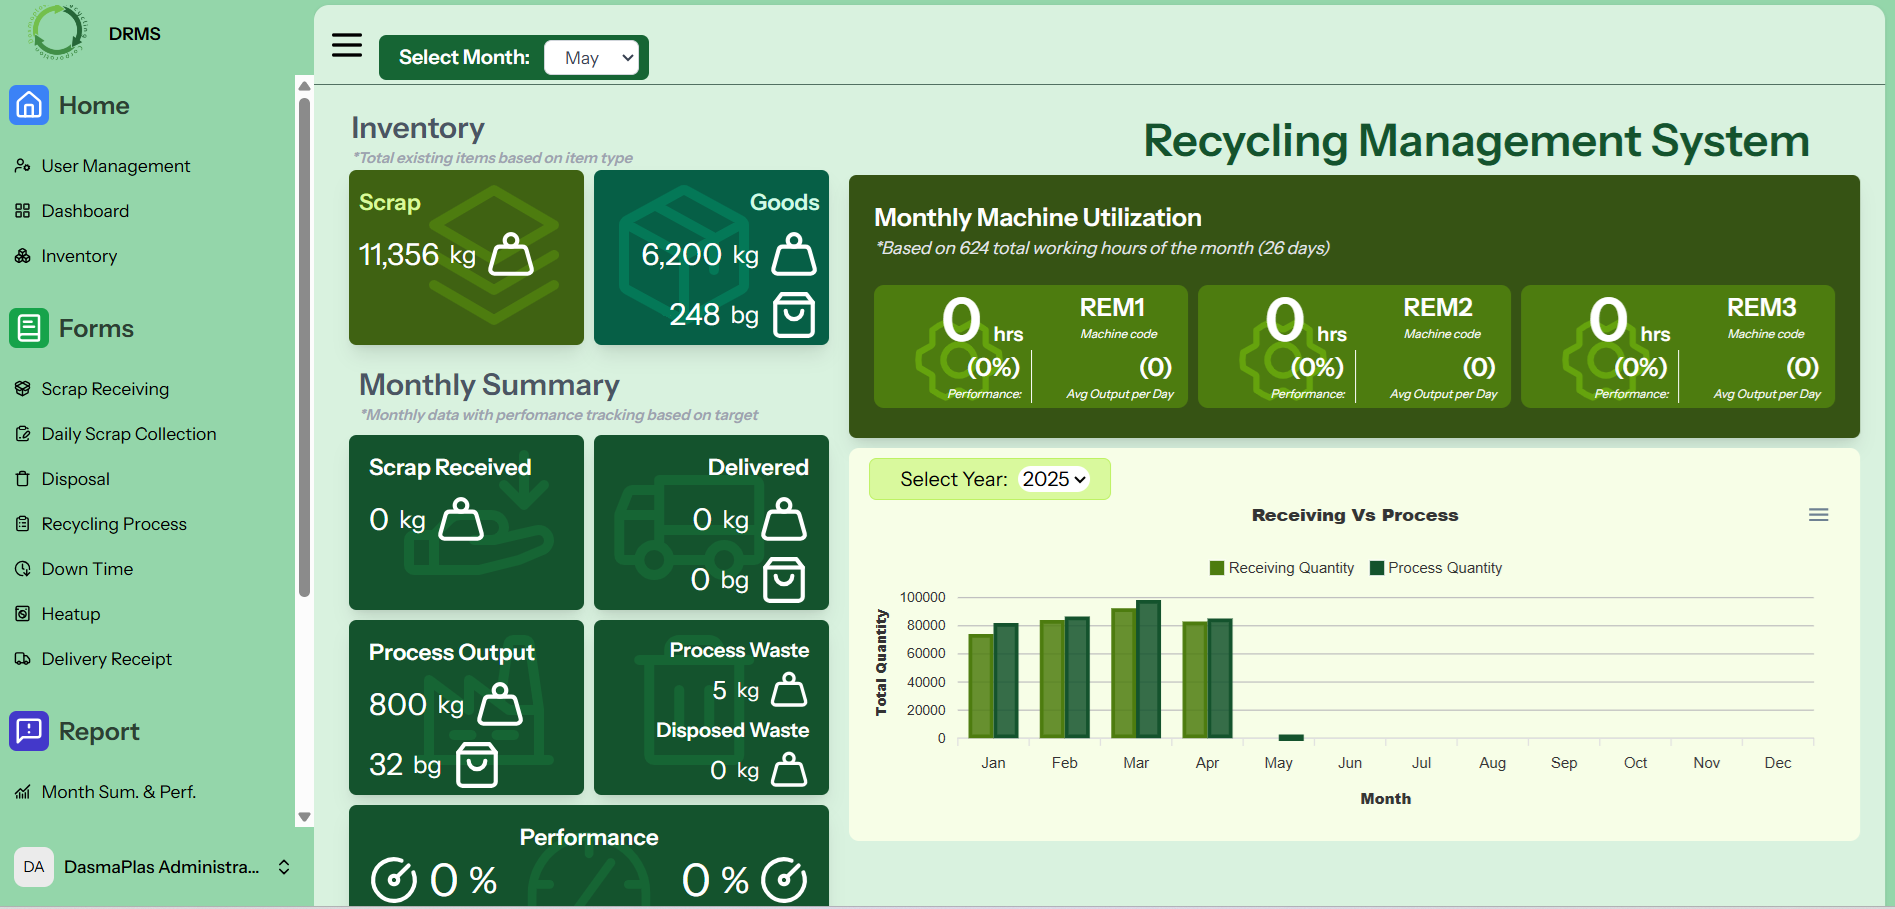 DRMS
Home
User Management
Dashboard
Inventory
Forms
Scrap Receiving
Daily Scrap Collection
Disposal
Recycling Process
Down Time
Heatup
Delivery Receipt
Report
Month Sum. & Perf.
DA DasmaPlas Administra...
Select Month: May
Inventory
*Total existing items based on item type
Scrap
11,356 kg
Goods
6,200 kg
248 bg
Monthly Summary
*Monthly data with perfomance tracking based on target
Scrap Received
0 kg
Delivered
0 kg
0 bg
Process Output
800 kg
32 bg
Process Waste
5 kg
Disposed Waste
0 kg
Performance
0 % 0 %
Recycling Management System
Monthly Machine Utilization
*Based on 624 total working hours of the month (26 days)
0 hrs REM1
Machine code
(0%) (0)
Performance: Avg Output per Day
0 hrs REM2
Machine code
(0%) (0)
Performance: Avg Output per Day
0 hrs REM3
Machine code
(0%) (0)
Performance: Avg Output per Day
Select Year: 2025
Receiving Vs Process
Receiving Quantity Process Quantity
Total Quantity
100000
80000
60000
40000
20000
0
Jan Feb Mar Apr May Jun Jul Aug Sep Oct Nov Dec
Month